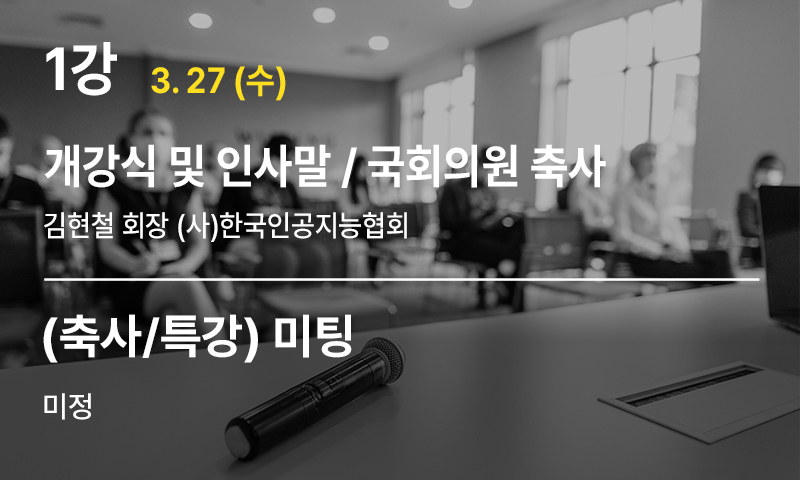 1강 3. 27 (수)
개강식 및 인사말 / 국회의원 축사
김현철 회장 (사)한국인공지능협회
(축사/특강) 미팅
미정